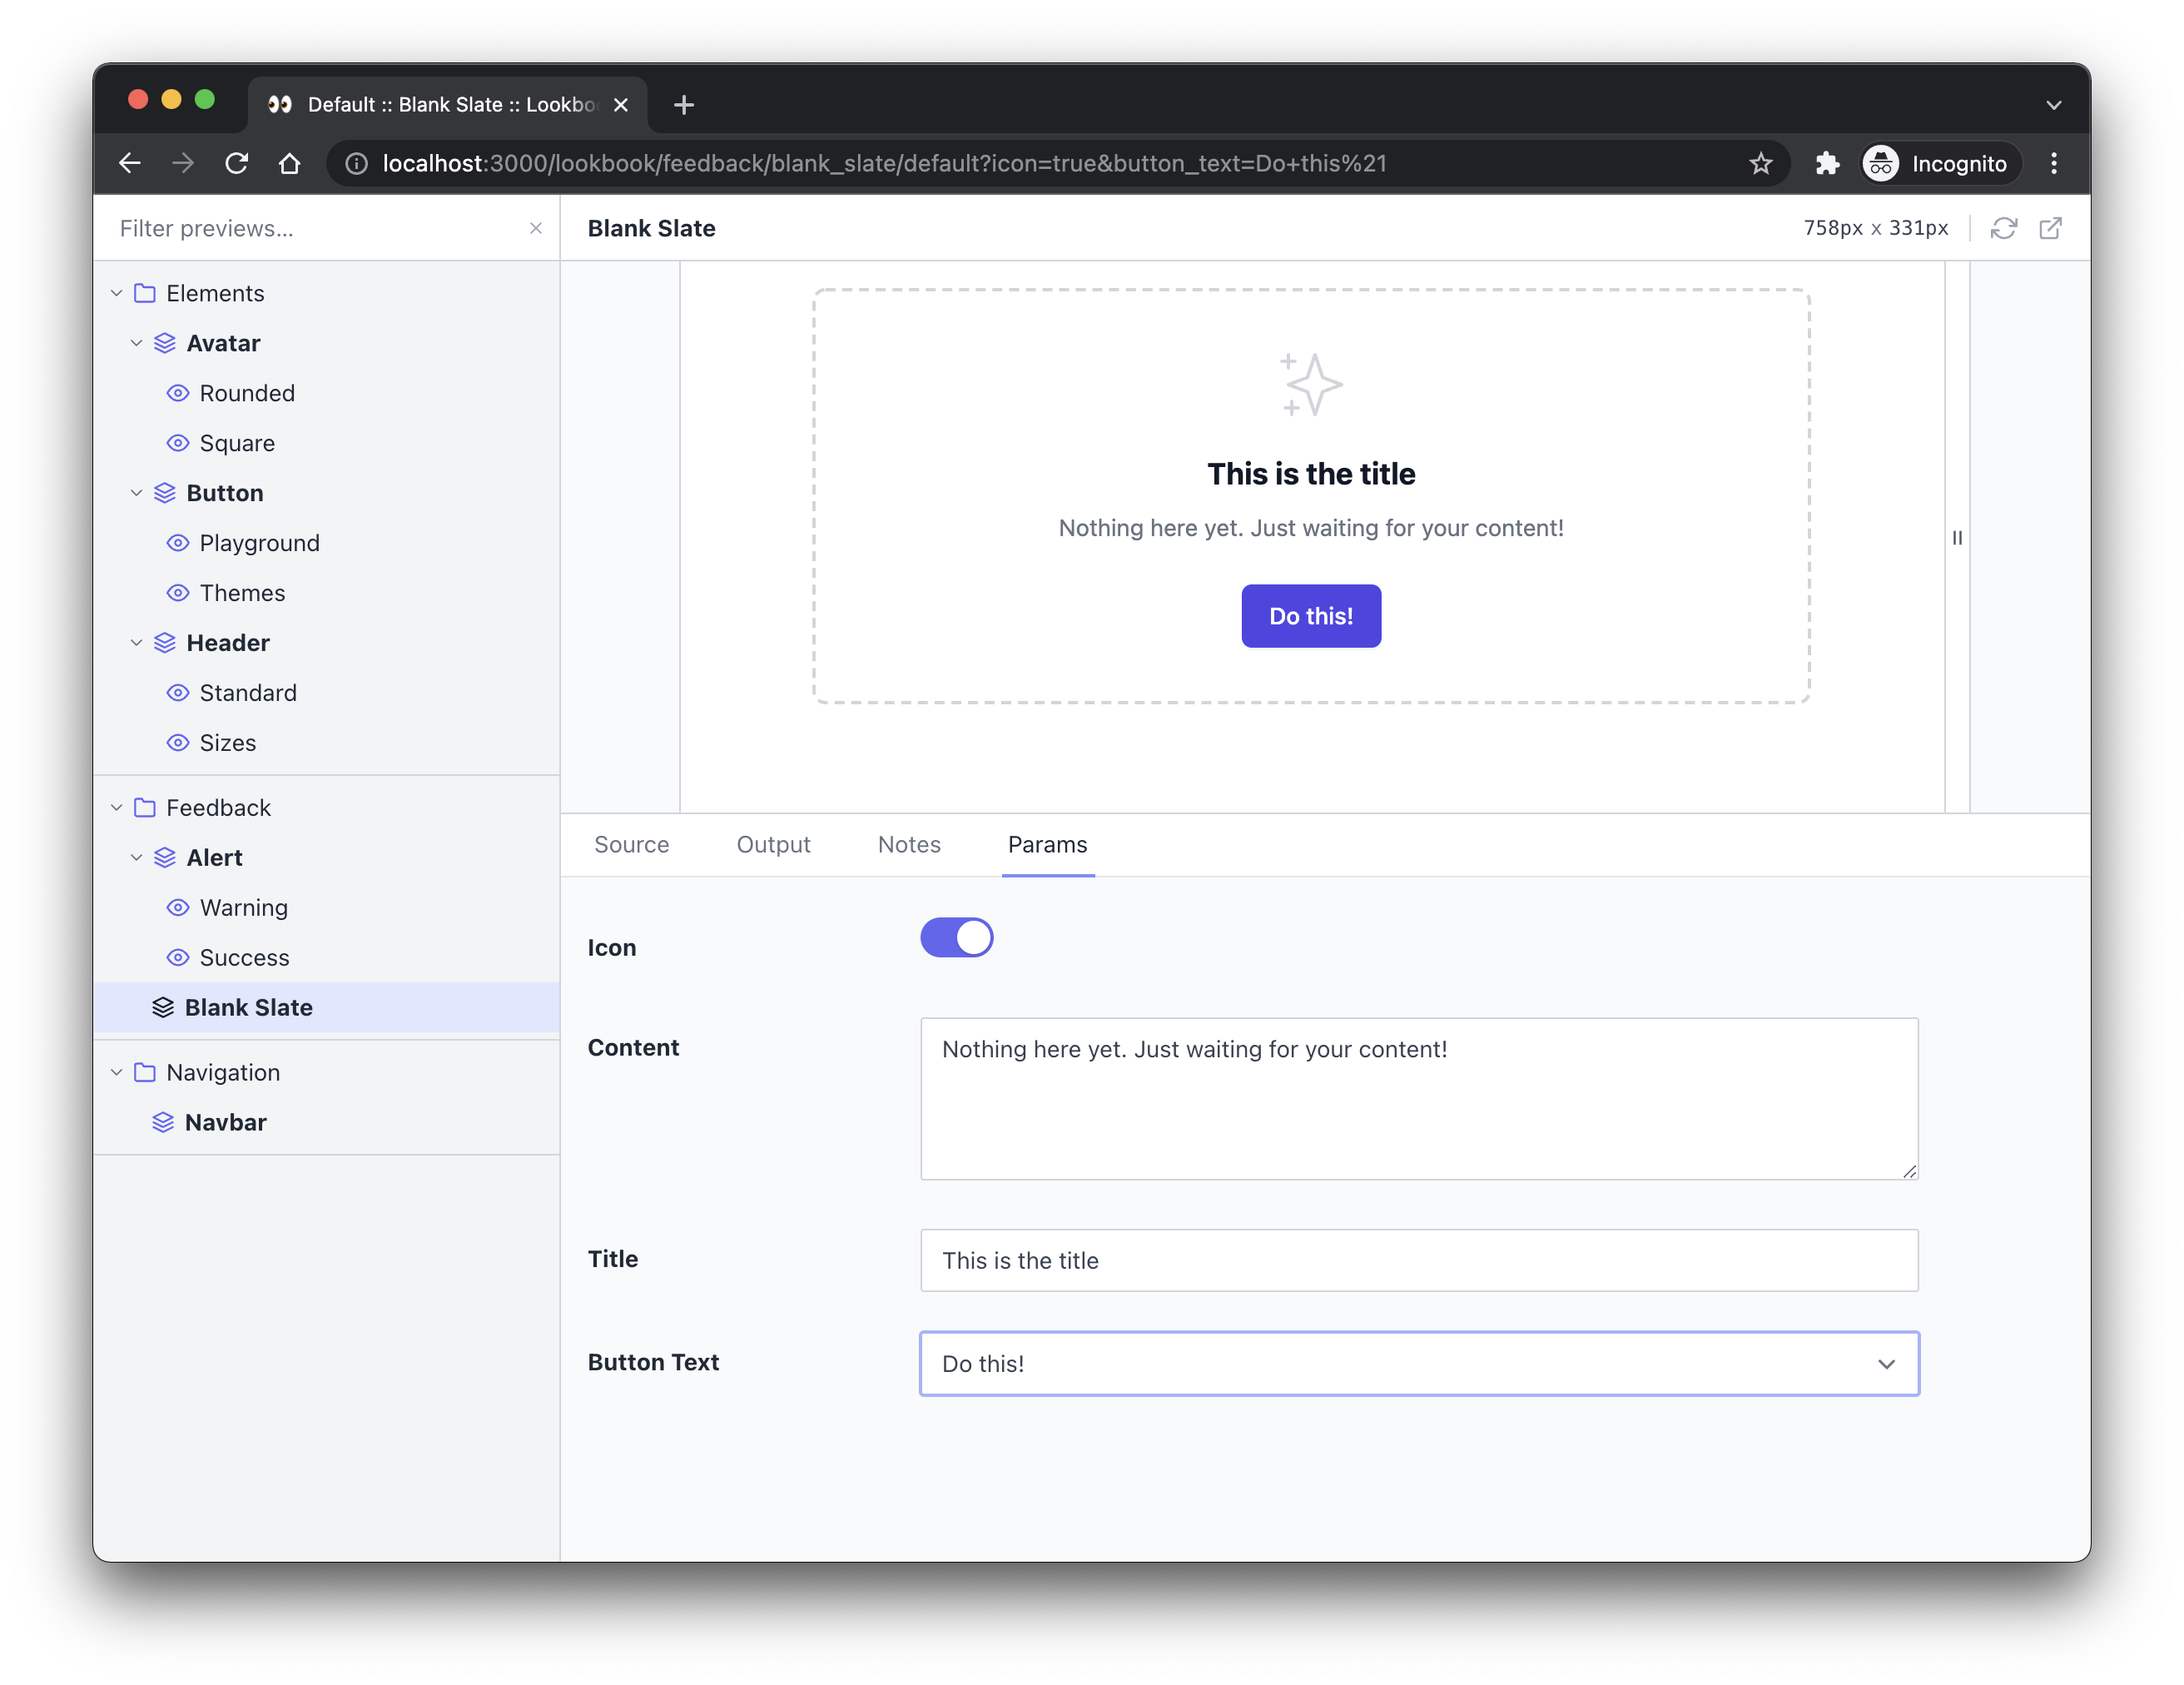 Default :: Blank Slate :: Lookbo
localhost:3000/lookbook/feedback/blank_slate/default?icon=true&button_text=Do+this%21
Incognito
Filter previews...
Blank Slate
758px x 331px
Elements
Avatar
Rounded
Square
Button
Playground
Themes
Header
Standard
Sizes
Feedback
Alert
Warning
Success
Blank Slate
Navigation
Navbar
This is the title
Nothing here yet. Just waiting for your content!
Do this!
Source Output Notes Params
Icon
Content
Nothing here yet. Just waiting for your content!
Title
This is the title
Button Text
Do this!